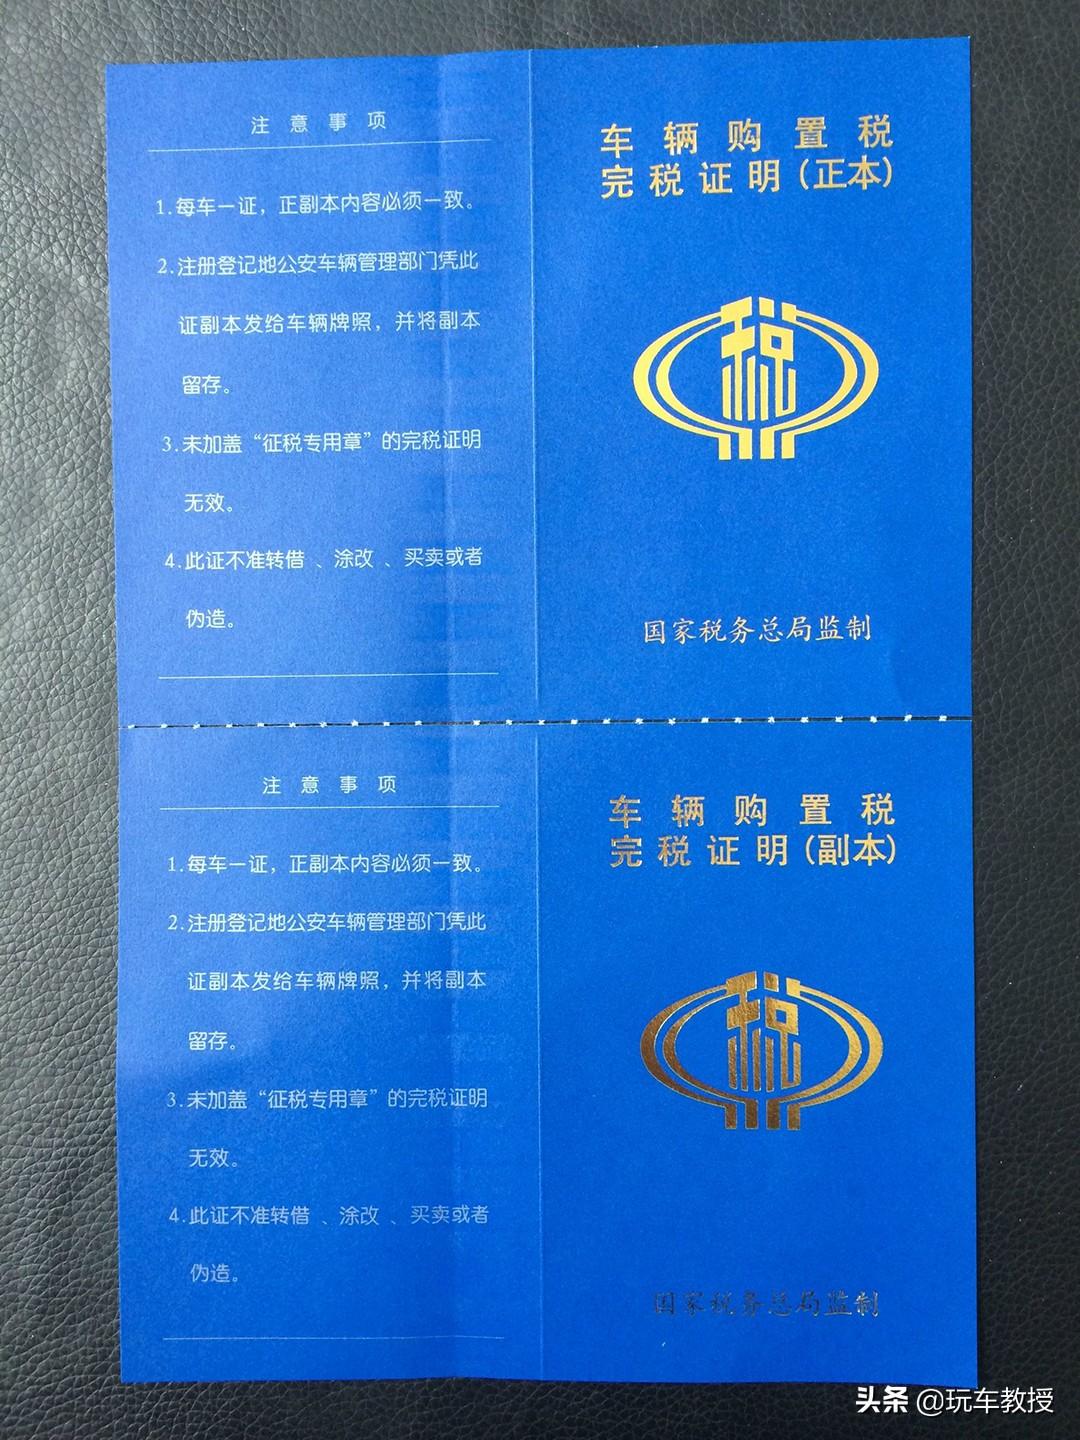 注意事项
1.每车一证，正副本内容必须一致。
2.注册登记地公安车辆管理部门凭此
证副本发给车辆牌照，并将副本
留存。
3.未加盖“征税专用章”的完税证明
无效。
4.此证不准转借、涂改、买卖或者
伪造。
车辆购置税
完税证明(正本)
税
国家税务总局监制
注意事项
1.每车一证，正副本内容必须一致。
2.注册登记地公安车辆管理部门凭此
证副本发给车辆牌照，并将副本
留存。
3.未加盖“征税专用章”的完税证明
无效。
4.此证不准转借、涂改、买卖或者
伪造。
车辆购置税
完税证明(副本)
税
国家税务总局监制
头条 @玩车教授